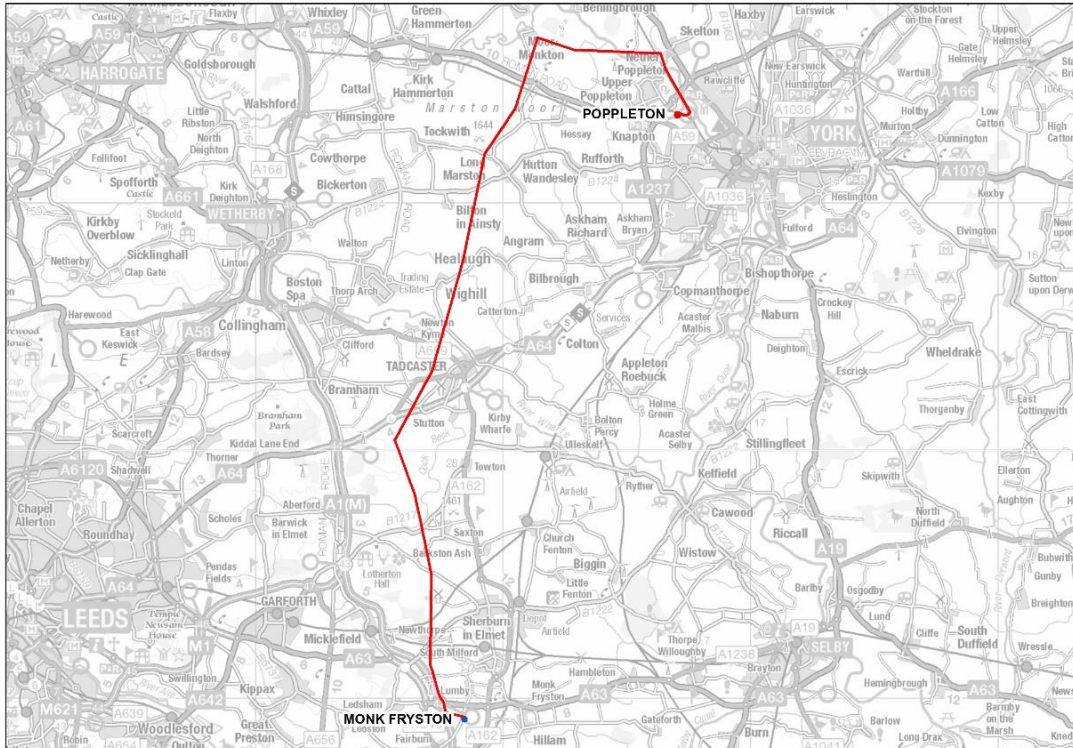 Flaxby
Whixley
Green
Hammerton
Beningbrough
Skelton
Haxby
Earswick
Stockton
on the Forest
Gate
Helmsley
Upper
Helmsley
A59
A59
A59
Goldsborough
HARROGATE
Kirk
Hammerton
Monkton
Nether
Poppleton
Rawcliffe
New Earswick
Huntington
Warthill
Upper
Poppleton
A166
Little
Ribston
Walshford
Cattal
Marston Moor
Hunsingore
POPPLETON
A1036
Holtby
Low
Catton
High
Catton
A61
North
Deighton
Tockwith
1644
Hessay
Knapton
A59
YORK
Murton
Dunnington
Follifoot
Cowthorpe
Long
Marston
Hutton
Wandesley
Rufforth
A1079
Spofforth
Castle
A168
Kirk
Deighton
Bickerton
B1224
B1224
A1237
A1036
Heslington
Kexby
A661
WETHERBY
Bilton
in Ainsty
Askham
Richard
Askham
Bryan
Fulford
A64
Elvington
Kirkby
Overblow
Sicklinghall
Linton
Walton
Angram
Bishopthorpe
Netherby
Clap Gate
Boston
Spa
Thorp Arch
Trading
Estate
Healaugh
Wighill
Bilbrough
Copmanthorpe
Sutton
upon Derwent
Harewood
Catterton
Services
Acaster
Malbis
Naburn
Crockey
Hill
East
Keswick
A58
Collingham
Clifford
Newton
Kyme
Colton
Deighton
Wheldrake
Bardsey
TADCASTER
A64
Appleton
Roebuck
Escrick
Bramham
Bramham
Park
Stutton
Kirby
Wharfe
Bolton
Percy
Holme
Green
Acaster
Selby
Thorganby
East
Cottingwith
Scarcroft
Kiddal Lane End
Ulleskelf
Stillingfleet
A6120
Shadwell
Thorner
A64
Towton
A162
Kelfield
Skipwith
Ellerton
Aughton
Chapel
Allerton
Aberford
A1(M)
B1217
1461
Saxton
Airfield
Ryther
Cawood
Riccall
North
Duffield
Roundhay
Scholes
Barwick
in Elmet
Barkston Ash
Church
Fenton
Wistow
A19
Pendas
Fields
Lotherton
Hall
Biggin
Barlby
Osgodby
Gunby
A64
GARFORTH
Little
Fenton
B1222
Breighton
LEEDS
Temple
Newsam
House
M1
Micklefield
Newthorpe
Sherburn
in Elmet
Depot
Airfield
Thorpe
Willoughby
A19
SELBY
Lund
Cliffe
South
Duffield
Wressle
A63
South Milford
A1238
Brayton
Swillington
Kippax
Ledsham
Lumby
Monk
Fryston
Hambleton
A63
A63
Hemingbrough
A63
M621
A642
MONK FRYSTON
A639
Woodlesford
Great
Preston
A656
Ledston
Fairburn
A162
Hillam
Gateforth
Burn
Barlow
Long Drax
Barmby
on the
Marsh
A654
A1041